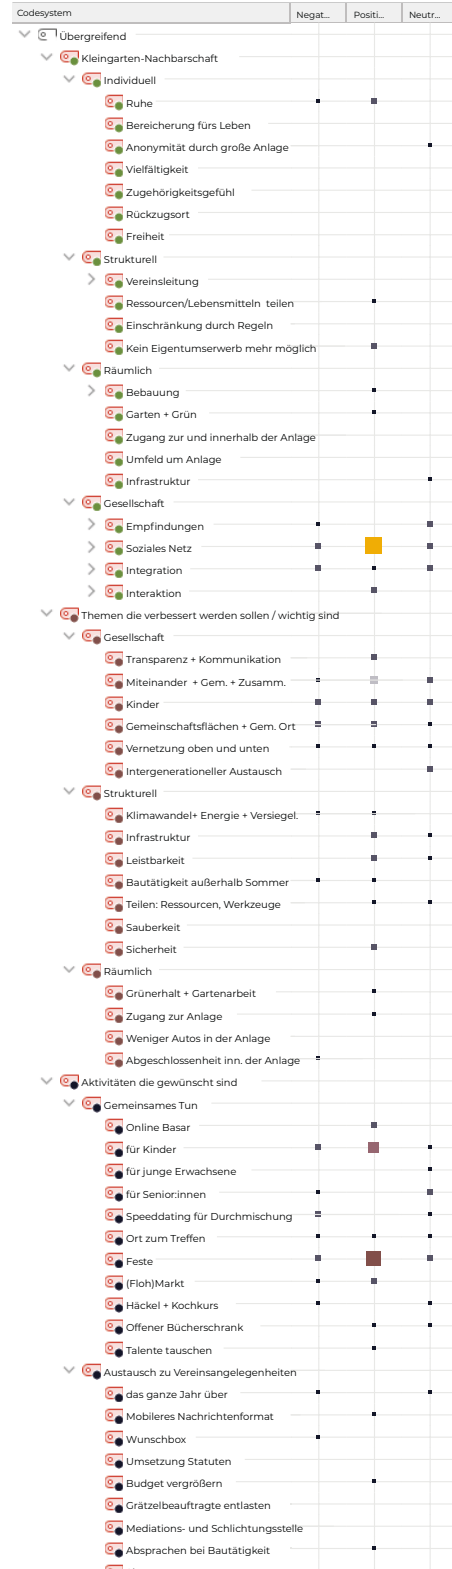 Codesystem Negat... Positi... Neutr...
Übergreifend
Kleingarten-Nachbarschaft
Individuell
Ruhe
Bereicherung fürs Leben
Anonymität durch große Anlage
Vielfältigkeit
Zugehörigkeitsgefühl
Rückzugsort
Freiheit
Strukturell
Vereinsleitung
Ressourcen/Lebensmitteln teilen
Einschränkung durch Regeln
Kein Eigentumserwerb mehr möglich
Räumlich
Bebauung
Garten + Grün
Zugang zur und innerhalb der Anlage
Umfeld um Anlage
Infrastruktur
Gesellschaft
Empfindungen
Soziales Netz
Integration
Interaktion
Themen die verbessert werden sollen / wichtig sind
Gesellschaft
Transparenz + Kommunikation
Miteinander + Gem. + Zusamm.
Kinder
Gemeinschaftsflächen + Gem. Ort
Vernetzung oben und unten
Intergenerationeller Austausch
Strukturell
Klimawandel+ Energie + Versiegel.
Infrastruktur
Leistbarkeit
Bautätigkeit außerhalb Sommer
Teilen: Ressourcen, Werkzeuge
Sauberkeit
Sicherheit
Räumlich
Grünerhalt + Gartenarbeit
Zugang zur Anlage
Weniger Autos in der Anlage
Abgeschlossenheit inn. der Anlage
Aktivitäten die gewünscht sind
Gemeinsames Tun
Online Basar
für Kinder
für junge Erwachsene
für Senior:innen
Speeddating für Durchmischung
Ort zum Treffen
Feste
(Floh)Markt
Häckel + Kochkurs
Offener Bücherschrank
Talente tauschen
Austausch zu Vereinsangelegenheiten
das ganze Jahr über
Mobileres Nachrichtenformat
Wunschbox
Umsetzung Statuten
Budget vergrößern
Grätzelbeauftragte entlasten
Mediations- und Schlichtungsstelle
Absprachen bei Bautätigkeit